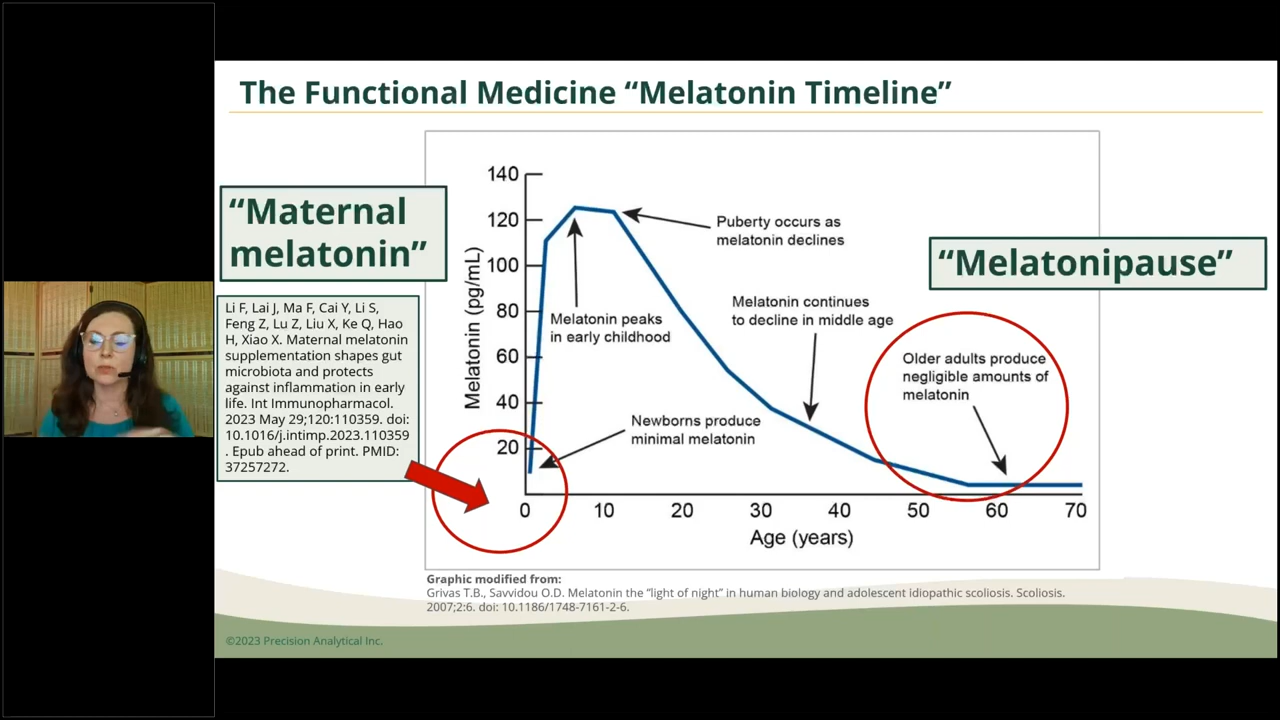 The Functional Medicine “Melatonin Timeline”
“Maternal
melatonin”
Li F, Lai J, Ma F, Cai Y, Li S,
Feng Z, Lu Z, Liu X, Ke Q, Hao
H, Xiao X. Maternal melatonin
supplementation shapes gut
microbiota and protects
against inflammation in early
life. Int Immunopharmacol.
2023 May 29;120:110359. doi:
10.1016/j.intimp.2023.110359
. Epub ahead of print. PMID:
37257272.
Melatonin (pg/mL)
140
120
100
80
60
40
20
Puberty occurs as
melatonin declines
Melatonin peaks
in early childhood
Melatonin continues
to decline in middle age
Newborns produce
minimal melatonin
“Melatonipause”
Older adults produce
negligible amounts of
melatonin
0 10 20 30 40 50 60 70
Age (years)
Graphic modified from:
Grivas T.B., Savvidou O.D. Melatonin the “light of night” in human biology and adolescent idiopathic scoliosis. Scoliosis.
2007;2:6. doi: 10.1186/1748-7161-2-6.
©2023 Precision Analytical Inc.